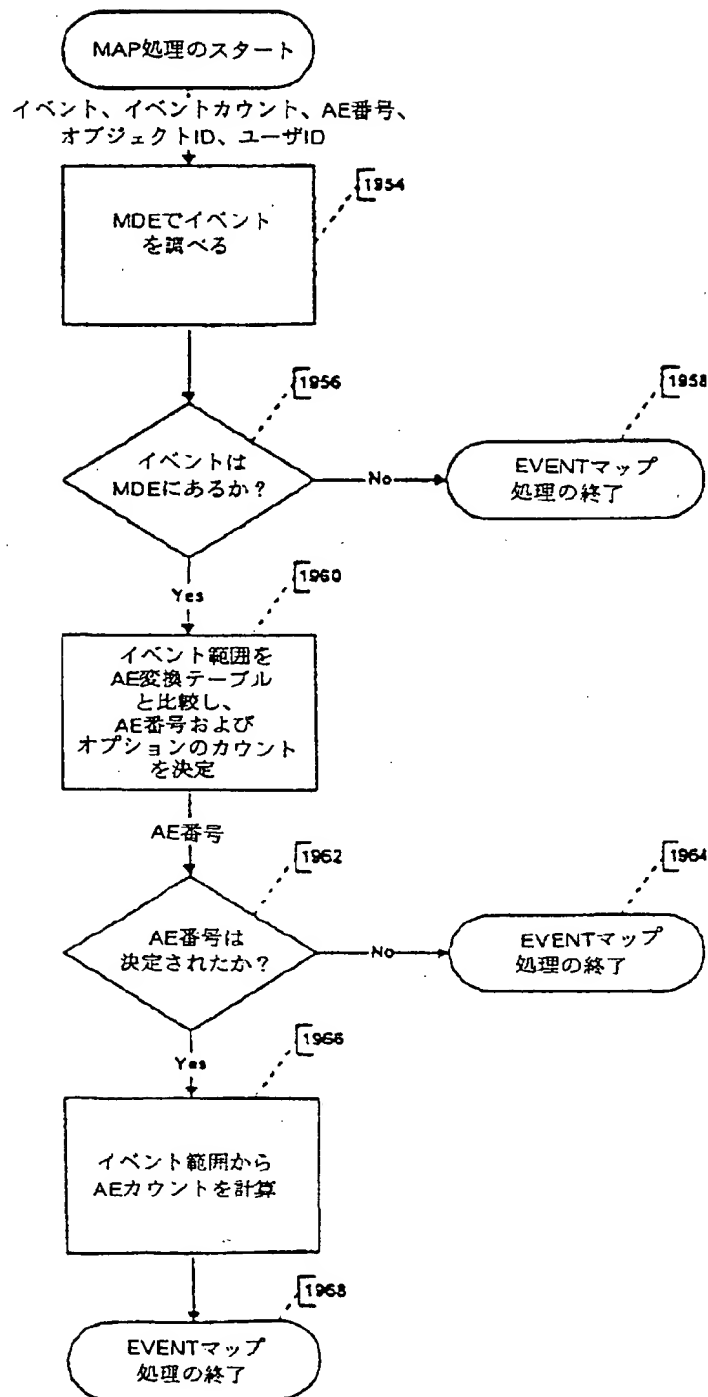 MAP処理のスタート
イベント、イベントカウント、AE番号、
オブジェクトID、ユーザID
1954
MDEでイベント
を調べる
1956
1958
イベントは
MDEにあるか?
No
EVENTマップ
処理の終了
Yes
1960
イベント範囲を
AE変換テーブル
と比較し、
AE番号および
オプションのカウント
を決定
AE番号
1962
1964
AE番号は
決定されたか?
No
EVENTマップ
処理の終了
Yes
1966
イベント範囲から
AEカウントを計算
1968
EVENTマップ
処理の終了